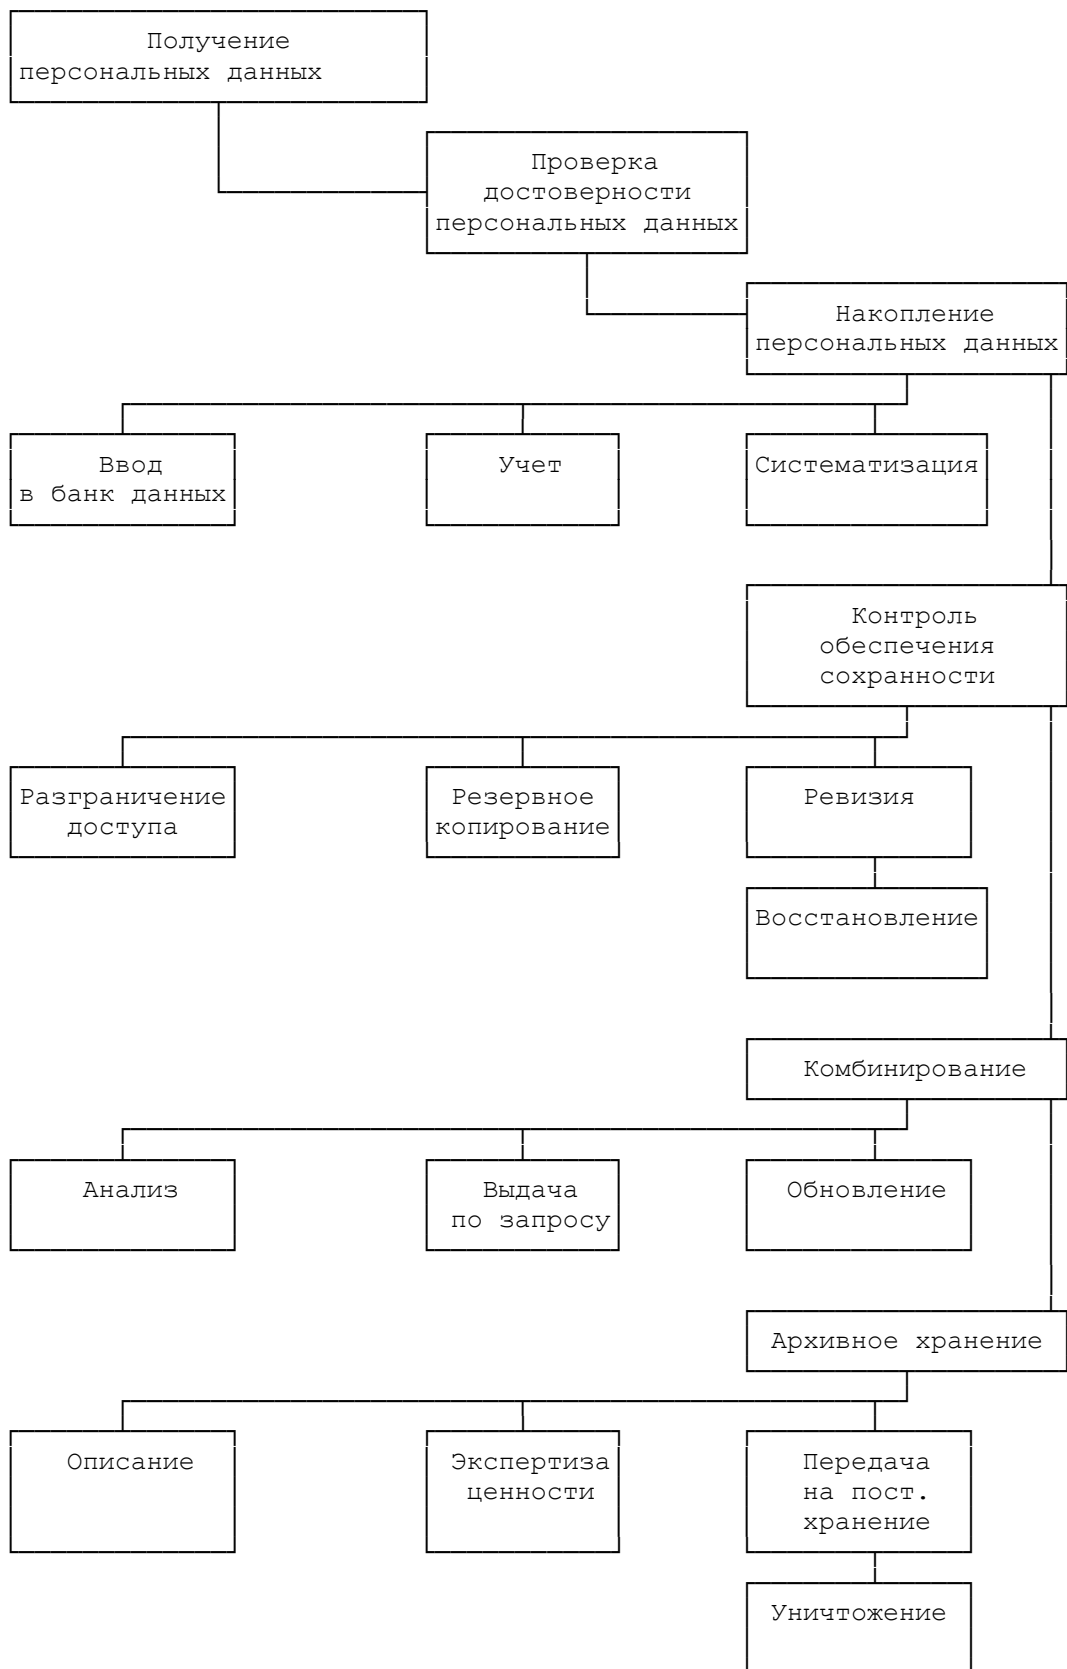 Получение
персональных данных
Проверка
достоверности
персональных данных
Накопление
персональных данных
Ввод
в банк данных
Учет
Систематизация
Контроль
обеспечения
сохранности
Разграничение
доступа
Резервное
копирование
Ревизия
Восстановление
Комбинирование
Анализ
Выдача
по запросу
Обновление
Архивное хранение
Описание
Экспертиза
ценности
Передача
на пост.
хранение
Уничтожение